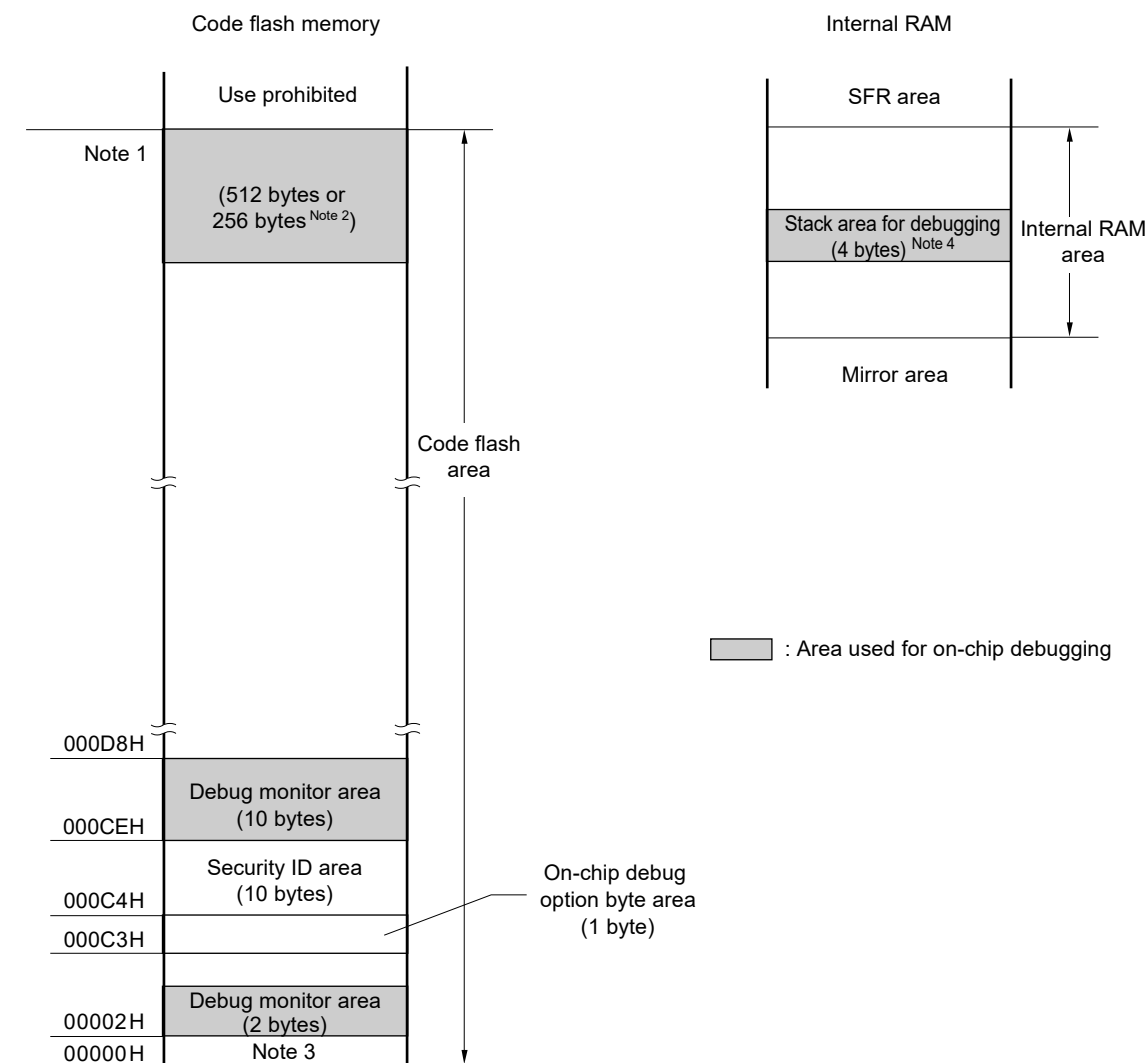 Code flash memory
Use prohibited
Note 1
(512 bytes or
256 bytes Note 2)
Code flash
area
000D8H
Debug monitor area
(10 bytes)
000CEH
Security ID area
(10 bytes)
000C4H
000C3H
On-chip debug
option byte area
(1 byte)
Debug monitor area
(2 bytes)
00002H
00000H
Note 3
Internal RAM
SFR area
Stack area for debugging
(4 bytes) Note 4
Internal RAM
area
Mirror area
: Area used for on-chip debugging